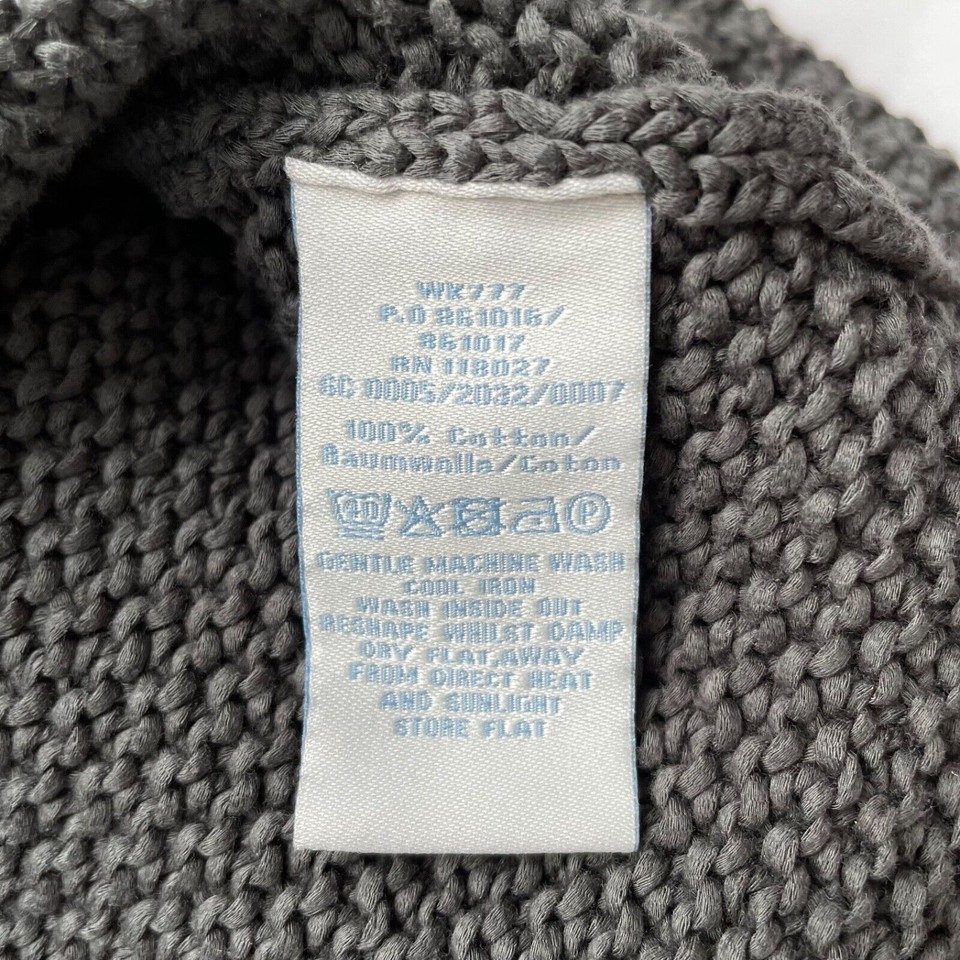 WK777
P.O 861016/
861017
RN 118027
GC 0005/2032/0007
100% Cotton/
Baumwolle/Coton
40 P
GENTLE MACHINE WASH
COOL IRON
WASH INSIDE OUT
RESHAPE WHILST DAMP
DRY FLAT,AWAY
FROM DIRECT HEAT
AND SUNLIGHT
STORE FLAT